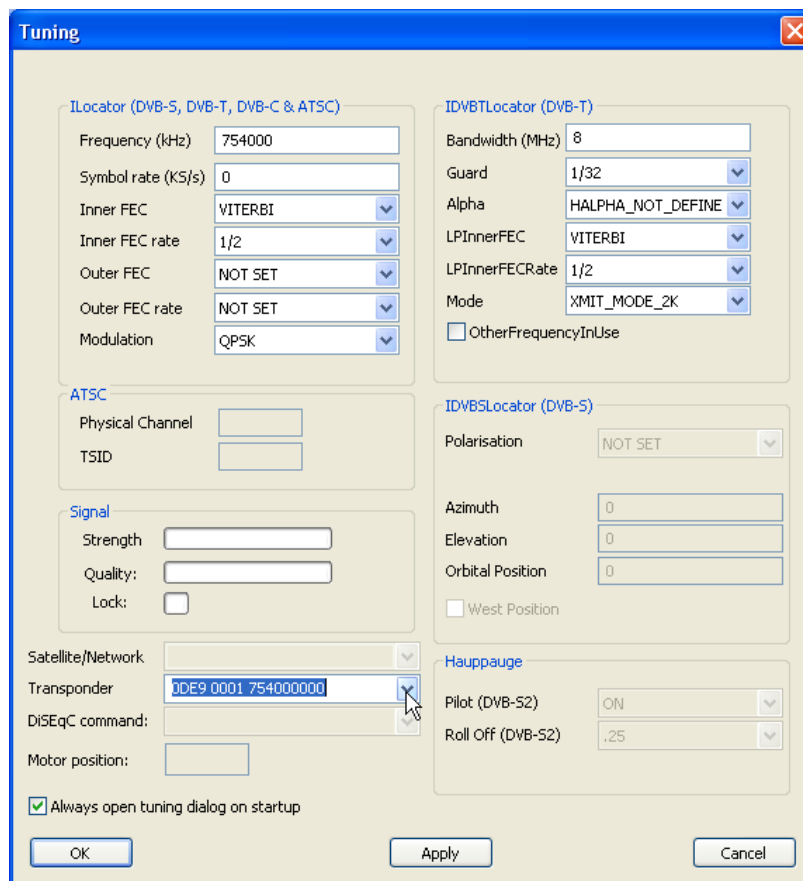 Tuning
ILocator (DVB-S, DVB-T, DVB-C & ATSC)
Frequency (kHz) 754000
Symbol rate (KS/s) 0
Inner FEC VITERBI
Inner FEC rate 1/2
Outer FEC NOT SET
Outer FEC rate NOT SET
Modulation QPSK
IDVBTLocator (DVB-T)
Bandwidth (MHz) 8
Guard 1/32
Alpha HALPHA_NOT_DEFINE
LPInnerFEC VITERBI
LPInnerFECRate 1/2
Mode XMIT_MODE_2K
OtherFrequencyInUse
ATSC
Physical Channel
TSID
IDVBSLocator (DVB-S)
Polarisation NOT SET
Azimuth 0
Elevation 0
Orbital Position 0
West Position
Signal
Strength
Quality:
Lock:
Satellite/Network
Transponder 0DE9 0001 754000000
DiSEqC command:
Motor position:
Hauppauge
Pilot (DVB-S2) ON
Roll Off (DVB-S2) .25
Always open tuning dialog on startup
OK
Apply
Cancel